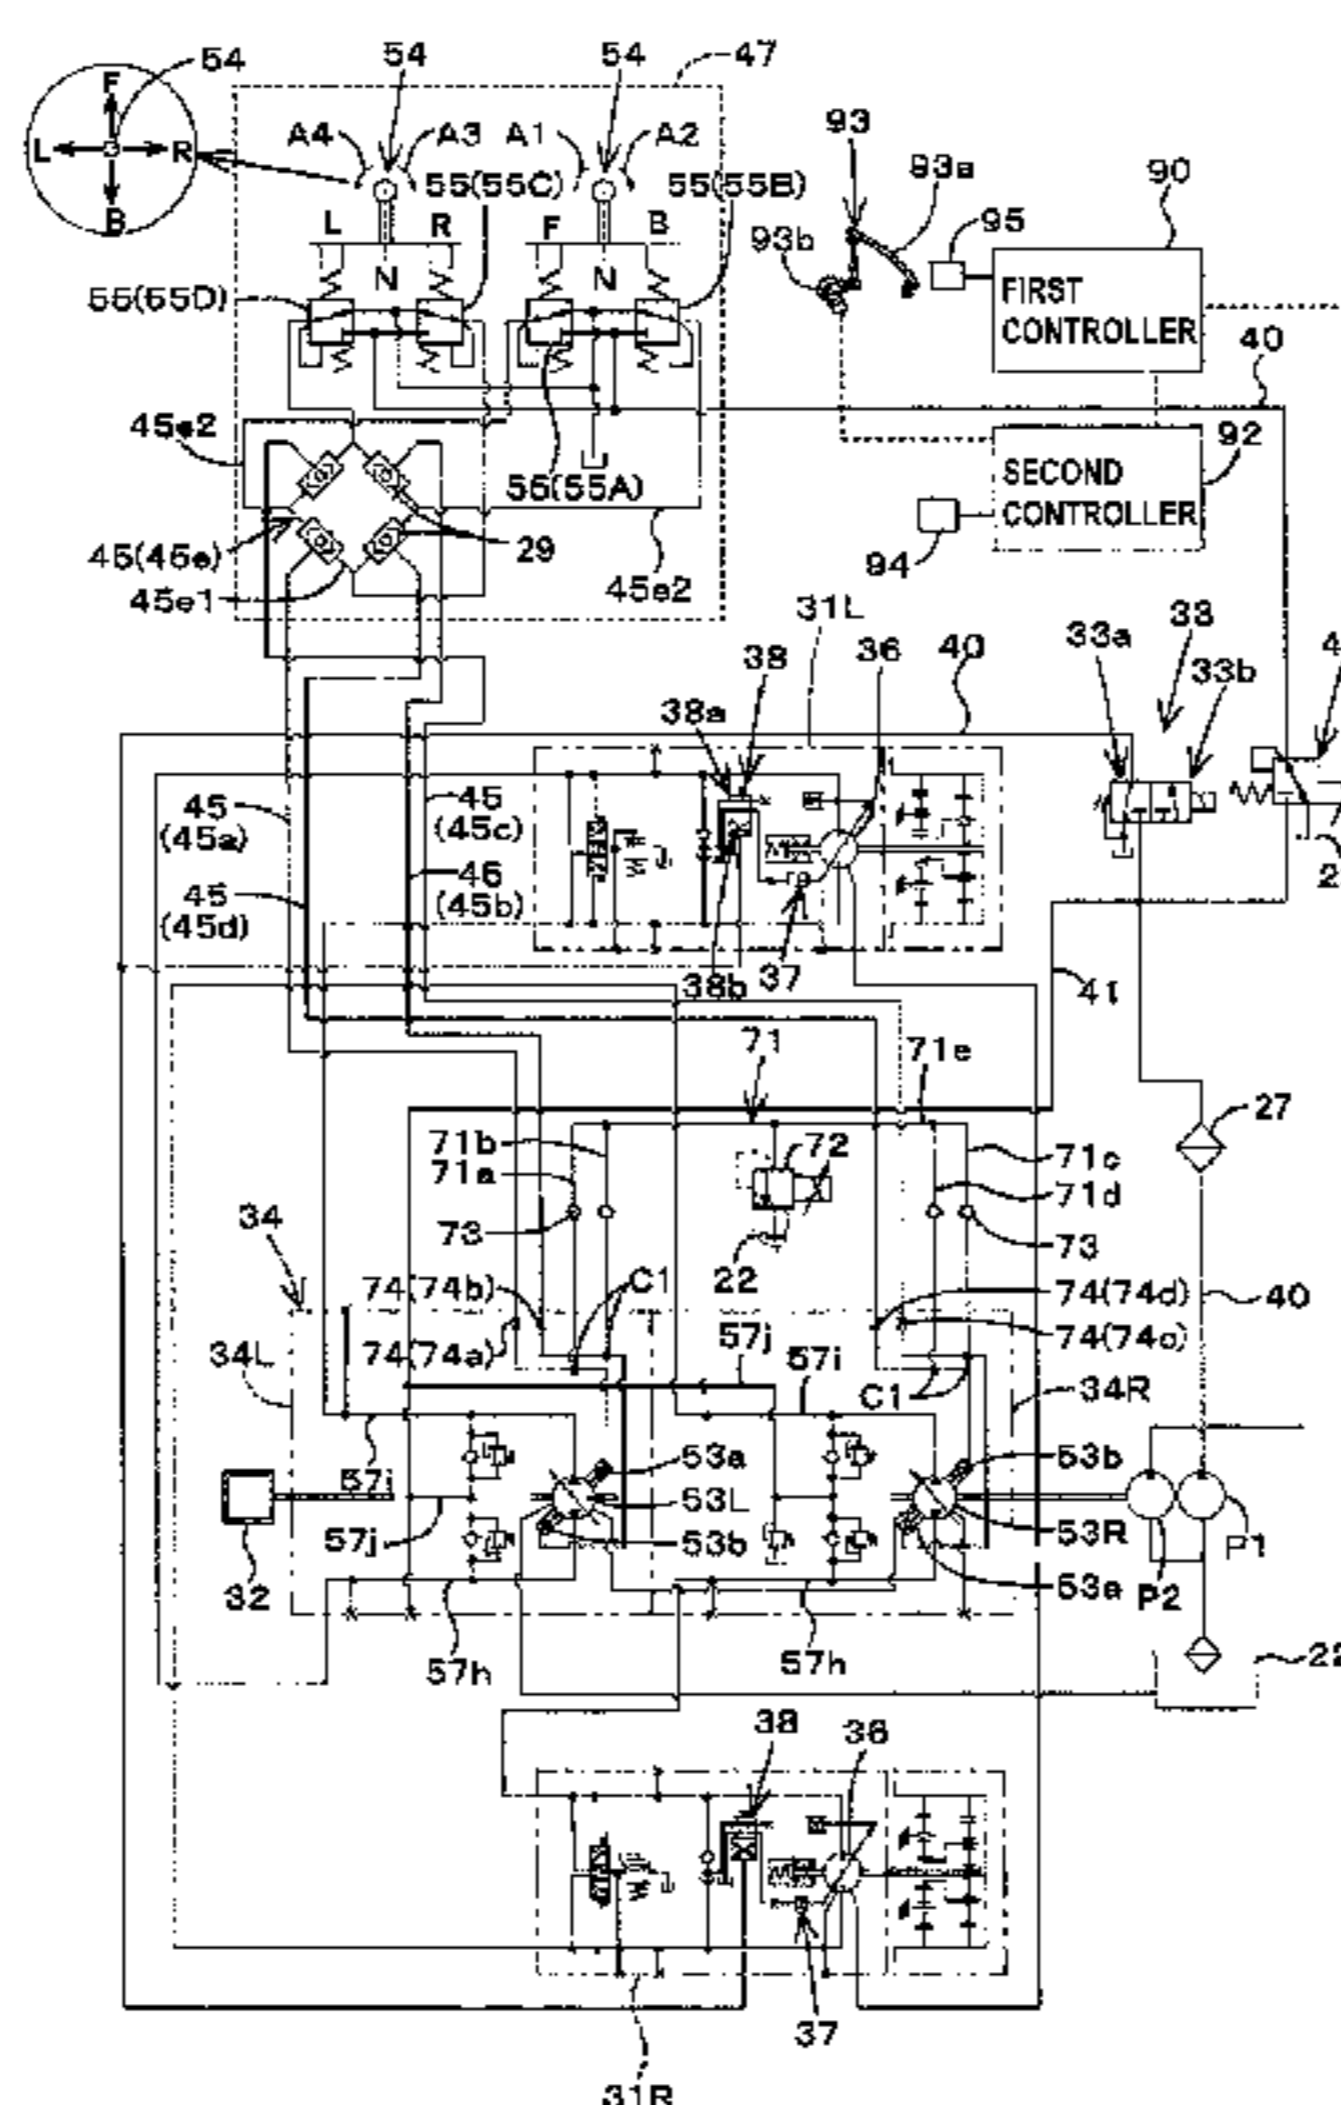 54
54
54
47
F
L
R
B
A4
A3
A1
A2
93
93a
90
55(55C)
55(55B)
95
93b
L
R
F
B
N
N
55(55D)
FIRST
CONTROLLER
40
45e2
92
55(55A)
SECOND
CONTROLLER
45(45e)
29
94
45e1
45e2
31L
33
33a
38
36
40
33b
38a
45
(45a)
45
(45c)
45
(45b)
45
(45d)
38b
37
41
71
71e
27
71b
72
71c
71a
71d
34
73
73
22
C1
74(74b)
74(74d)
40
74(74a)
74(74c)
34L
57j
57i
C1
34R
57i
53a
53b
53L
57j
53b
53R
P1
32
53a
P2
57h
57h
22
38
36
37
31R